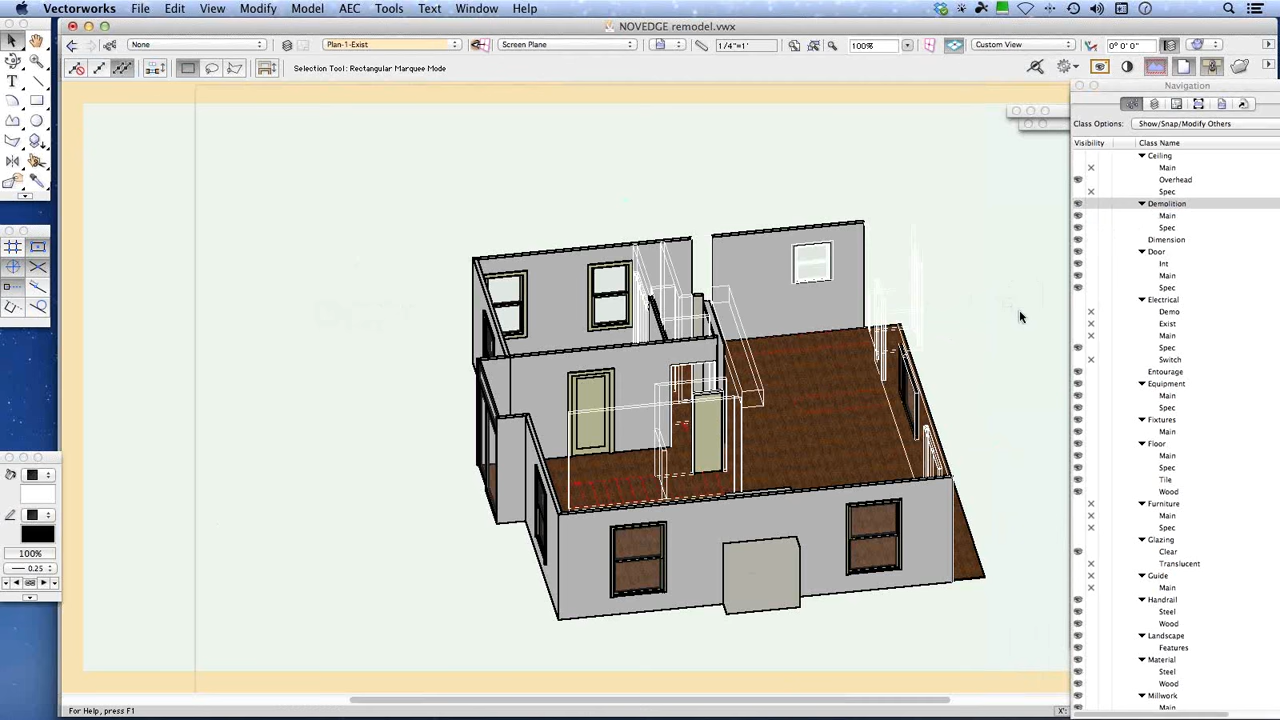 Vectorworks File Edit View Modify Model AEC Tools Text Window Help
NOVEDGE remodel.vwx
None Plan-1-Exist Screen Plane 1/4"=1' 100% Custom View 0° 0' 0"
Selection Tool: Rectangular Marquee Mode
Navigation
Class Options: Show/Snap/Modify Others
Visibility Class Name
Ceiling
Main
Overhead
Spec
Demolition
Main
Spec
Dimension
Door
Int
Main
Spec
Electrical
Demo
Exist
Main
Spec
Switch
Entourage
Equipment
Main
Spec
Fixtures
Main
Floor
Main
Spec
Tile
Wood
Furniture
Main
Spec
Glazing
Clear
Translucent
Guide
Main
Handrail
Steel
Wood
Landscape
Features
Material
Steel
Wood
Millwork
Main
100%
0.25
For Help, press F1
X: